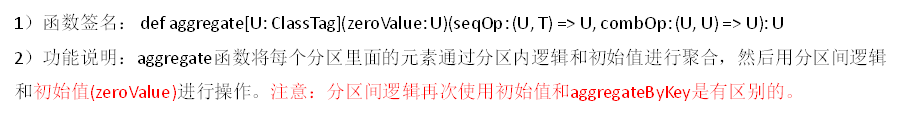 1）函数签名： def aggregate[U: ClassTag](zeroValue: U)(seqOp: (U, T) => U, combOp: (U, U) => U): U
2）功能说明：aggregate函数将每个分区里面的元素通过分区内逻辑和初始值进行聚合，然后用分区间逻辑
和初始值(zeroValue)进行操作。注意：分区间逻辑再次使用初始值和aggregateByKey是有区别的。